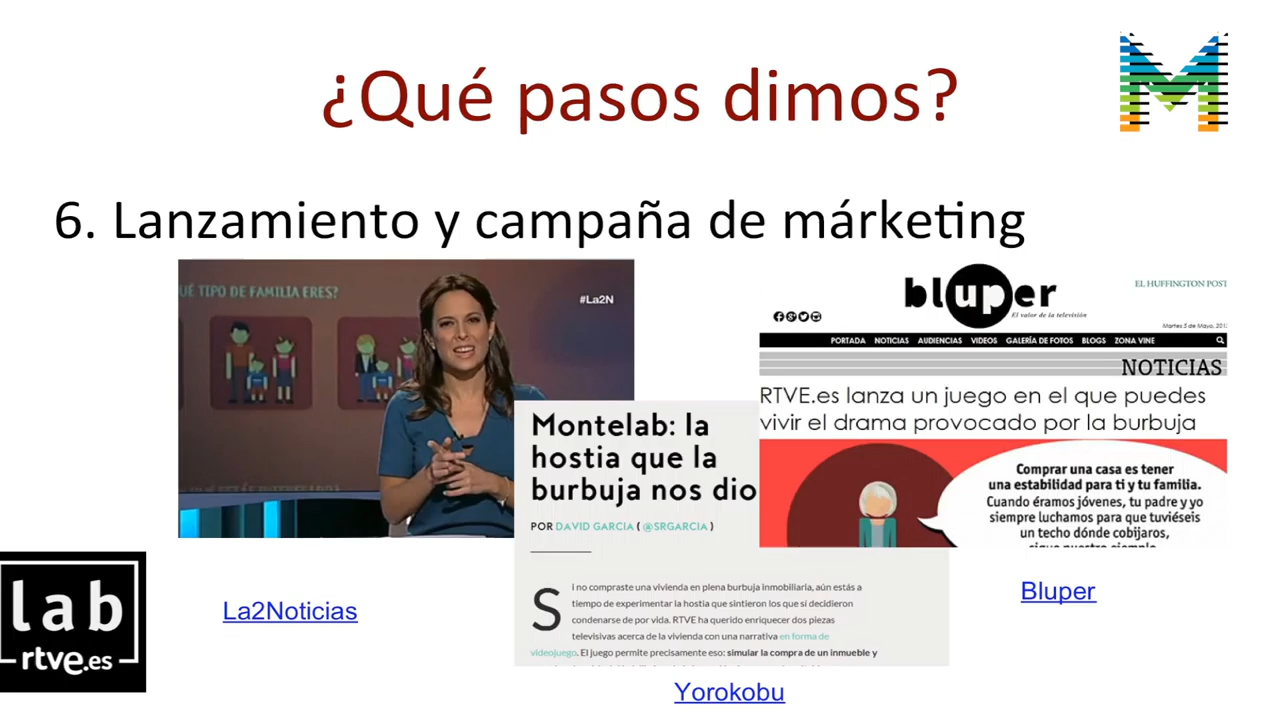 ¿Qué pasos dimos?
6. Lanzamiento y campaña de márketing
UÉ TIPO DE FAMILIA ERES?
#La2N
bluper
El valor de la televisión
EL HUFFINGTON POST
Martes 5 de Mayo, 201
PORTADA NOTICIAS AUDIENCIAS VIDEOS GALERÍA DE FOTOS BLOGS ZONA VINE
NOTICIAS
RTVE.es lanza un juego en el que puedes
vivir el drama provocado por la burbuja
Comprar una casa es tener
una estabilidad para ti y tu familia.
Cuando éramos jóvenes, tu padre y yo
siempre luchamos para que tuviéseis
un techo dónde cobijaros,
sigue nuestro ejemplo
Montelab: la
hostia que la
burbuja nos dio
POR DAVID GARCIA ( @SRGARCIA )
Si no compraste una vivienda en plena burbuja inmobiliaria, aún estás a
tiempo de experimentar la hostia que sintieron los que sí decidieron
condenarse de por vida. RTVE ha querido enriquecer dos piezas
televisivas acerca de la vivienda con una narrativa en forma de
videojuego. El juego permite precisamente eso: simular la compra de un inmueble y
lab
rtve.es
La2Noticias
Bluper
Yorokobu